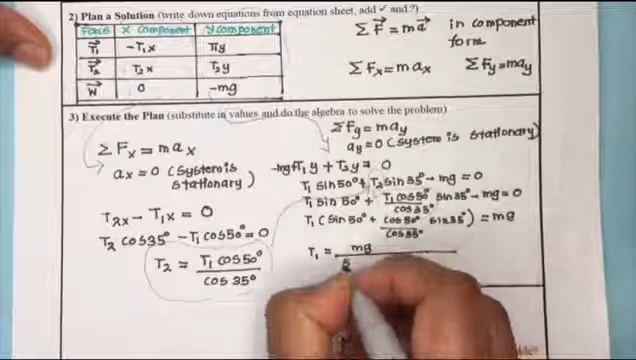 2) Plan a Solution (write down equations from equation sheet, add ✓ and ?)
Force X Component Y Component
T₁ -T₁x T₁y
T₂ T₂x T₂y
W 0 -mg
ΣF = ma in component form
ΣFx = max ΣFy = may
3) Execute the Plan (substitute in values and do the algebra to solve the problem)
ΣFx = max
ax = 0 (System is stationary)
T2x - T1x = 0
T2 cos35° - T1 cos50° = 0
T2 = T1 cos50° / cos35°
ΣFy = may
ay = 0 (System is stationary)
-mg+T1y + T2y = 0
T1 sin50° + T2 sin35° - mg = 0
T1 sin 50° + T1 cos50° / cos35° sin35° - mg = 0
T1 (sin 50° + cos50° / cos35° sin35°) = mg
T1 = mg